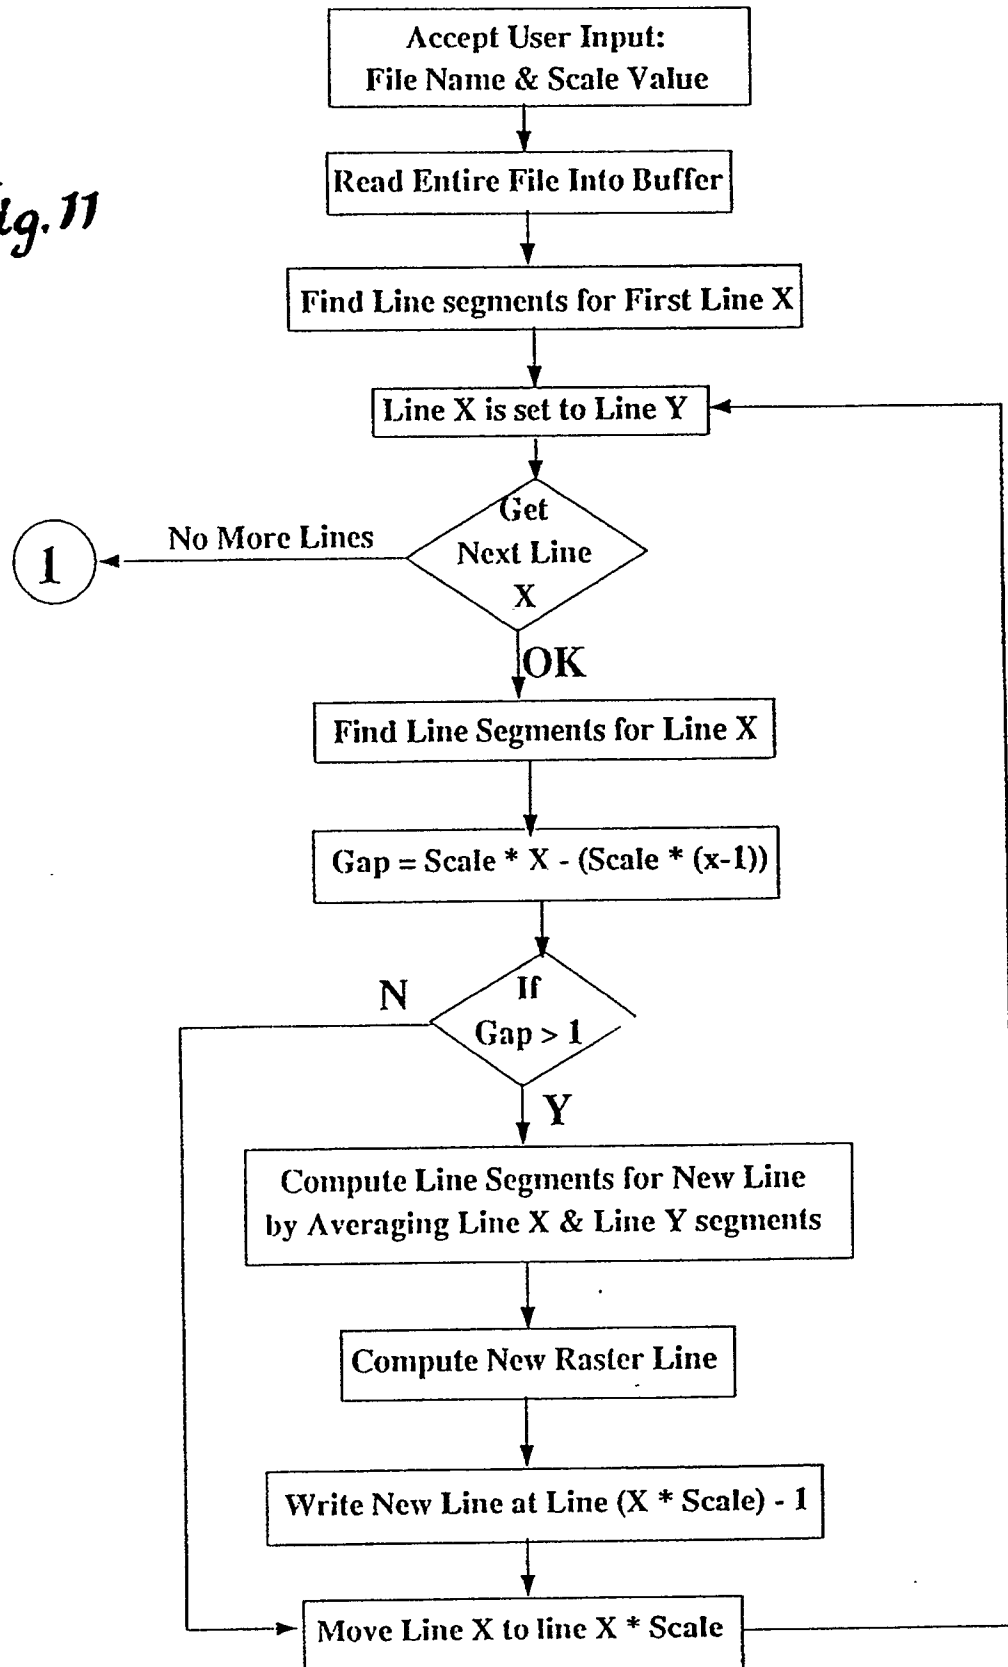 Accept User Input:
File Name & Scale Value
Read Entire File Into Buffer
ig. 11
Find Line segments for First Line X
Line X is set to Line Y
Get
Next Line
X
No More Lines
1
OK
Find Line Segments for Line X
Gap = Scale * X - (Scale * (x-1))
If
Gap > 1
N
Y
Compute Line Segments for New Line
by Averaging Line X & Line Y segments
Compute New Raster Line
Write New Line at Line (X * Scale) - 1
Move Line X to line X * Scale